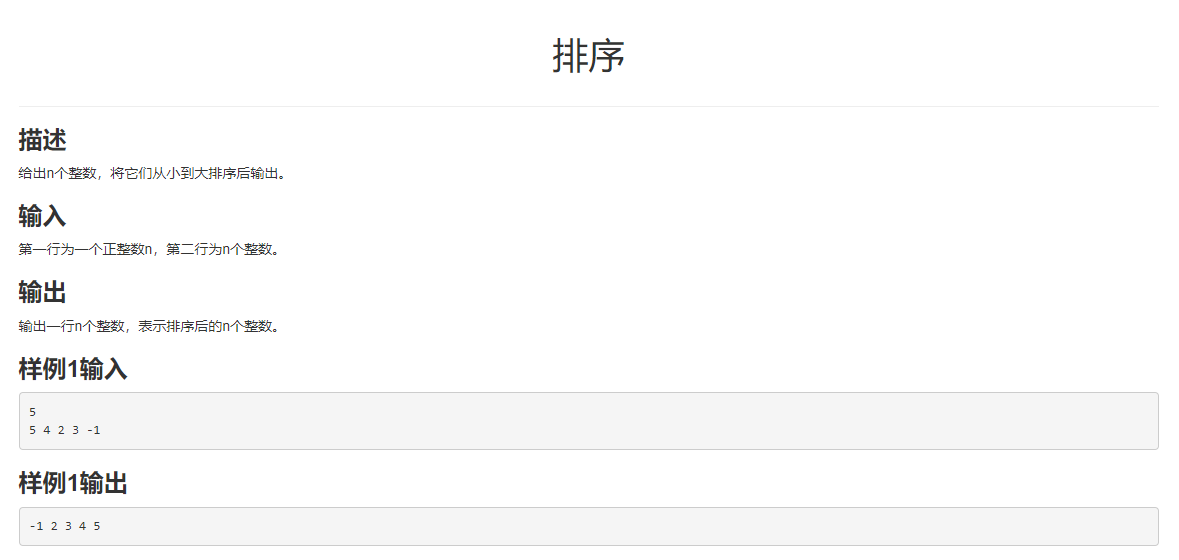 排序
描述
给出n个整数，将它们从小到大排序后输出。
输入
第一行为一个正整数n，第二行为n个整数。
输出
输出一行n个整数，表示排序后的n个整数。
样例1输入
5
5 4 2 3 -1
样例1输出
-1 2 3 4 5